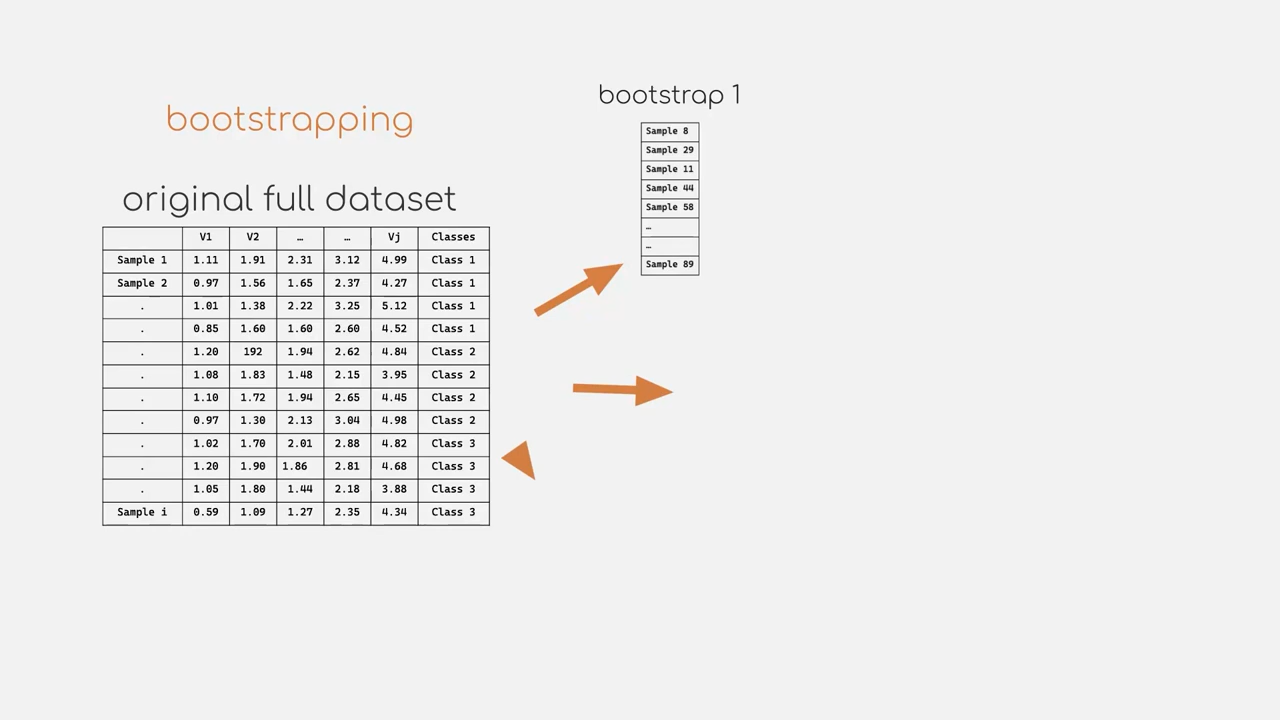 bootstrapping
original full dataset
V1 V2 … … Vj Classes
Sample 1 1.11 1.91 2.31 3.12 4.99 Class 1
Sample 2 0.97 1.56 1.65 2.37 4.27 Class 1
. 1.01 1.38 2.22 3.25 5.12 Class 1
. 0.85 1.60 1.60 2.60 4.52 Class 1
. 1.20 192 1.94 2.62 4.84 Class 2
. 1.08 1.83 1.48 2.15 3.95 Class 2
. 1.10 1.72 1.94 2.65 4.45 Class 2
. 0.97 1.30 2.13 3.04 4.98 Class 2
. 1.02 1.70 2.01 2.88 4.82 Class 3
. 1.20 1.90 1.86 2.81 4.68 Class 3
. 1.05 1.80 1.44 2.18 3.88 Class 3
Sample i 0.59 1.09 1.27 2.35 4.34 Class 3
bootstrap 1
Sample 8
Sample 29
Sample 11
Sample 44
Sample 58
…
…
Sample 89